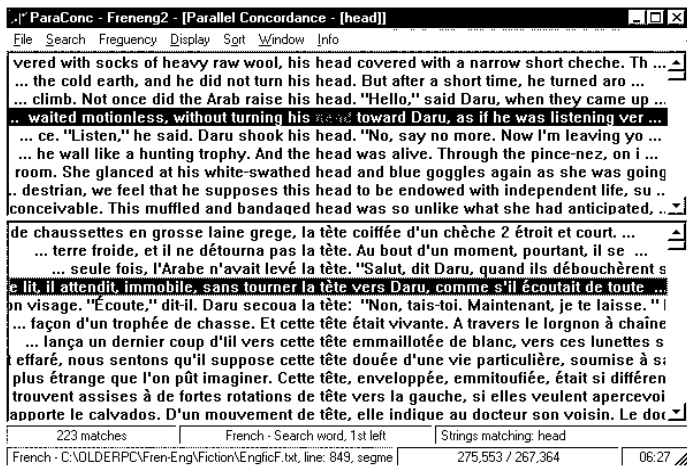 ParaConc - Freneng2 - [Parallel Concordance - [head]]
File Search Frequency Display Sort Window Info
vered with socks of heavy raw wool, his head covered with a narrow short cheche. Th ...
... the cold earth, and he did not turn his head. But after a short time, he turned aro ...
... climb. Not once did the Arab raise his head. "Hello," said Daru, when they came up ...
.. waited motionless, without turning his head toward Daru, as if he was listening ver ...
... ce. "Listen," he said. Daru shook his head. "No, say no more. Now I'm leaving yo ...
... he wall like a hunting trophy. And the head was alive. Through the pince-nez, on i ...
room. She glanced at his white-swathed head and blue goggles again as she was going
.. destrian, we feel that he supposes this head to be endowed with independent life, su ..
conceivable. This muffled and bandaged head was so unlike what she had anticipated, ..
de chaussettes en grosse laine grege, la tète coiffée d'un chèche 2 étroit et court. ...
... terre froide, et il ne détourna pas la tète. Au bout d'un moment, pourtant, il se ...
... seule fois, l'Arabe n'avait levé la tète. "Salut, dit Daru, quand ils débouchèrent s
e lit, il attendit, immobile, sans tourner la tète vers Daru, comme s'il écoutait de toute ...
on visage. "Écoute," dit-il. Daru secoua la tète: "Non, tais-toi. Maintenant, je te laisse. "
... façon d'un trophée de chasse. Et cette tête était vivante. A travers le lorgnon à chaîne
... lança un dernier coup d'lil vers cette tête emmaillotée de blanc, vers ces lunettes s
t effaré, nous sentons qu'il suppose cette tête douée d'une vie particulière, soumise à sa
plus étrange que l'on pût imaginer. Cette tête, enveloppée, emmitouflée, était si différen
trouvent assises à de fortes rotations de tête vers la gauche, si elles veulent apercevoi
apporte le calvados. D'un mouvement de tête, elle indique au docteur son voisin. Le doc
223 matches French - Search word, 1st left Strings matching: head
French - C:\OLDERPC\Fren-Eng\Fiction\EngficF.txt, line: 849, segme 275,553 / 267,364 06:27